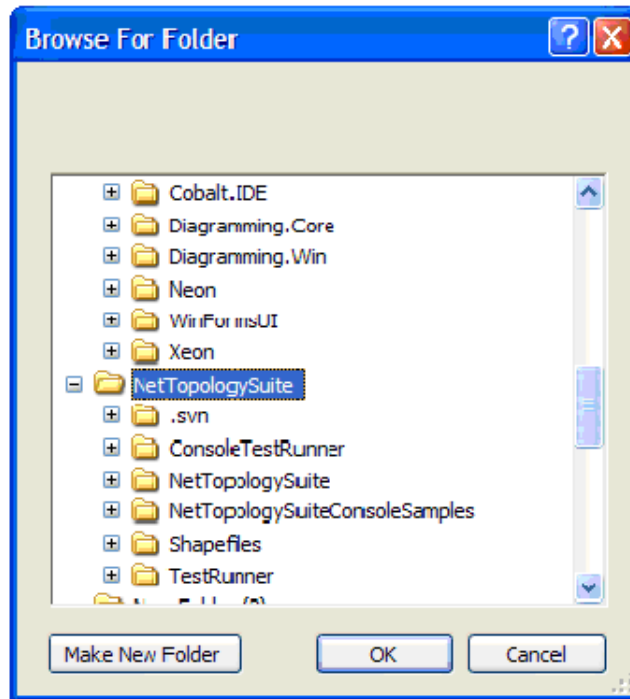 Browse For Folder
Cobalt.IDE
Diagramming.Core
Diagramming.Win
Neon
WinFormsUI
Xeon
NetTopologySuite
.svn
ConsoleTestRunner
NetTopologySuite
NetTopologySuiteConsoleSamples
Shapefiles
TestRunner
Make New Folder
OK
Cancel